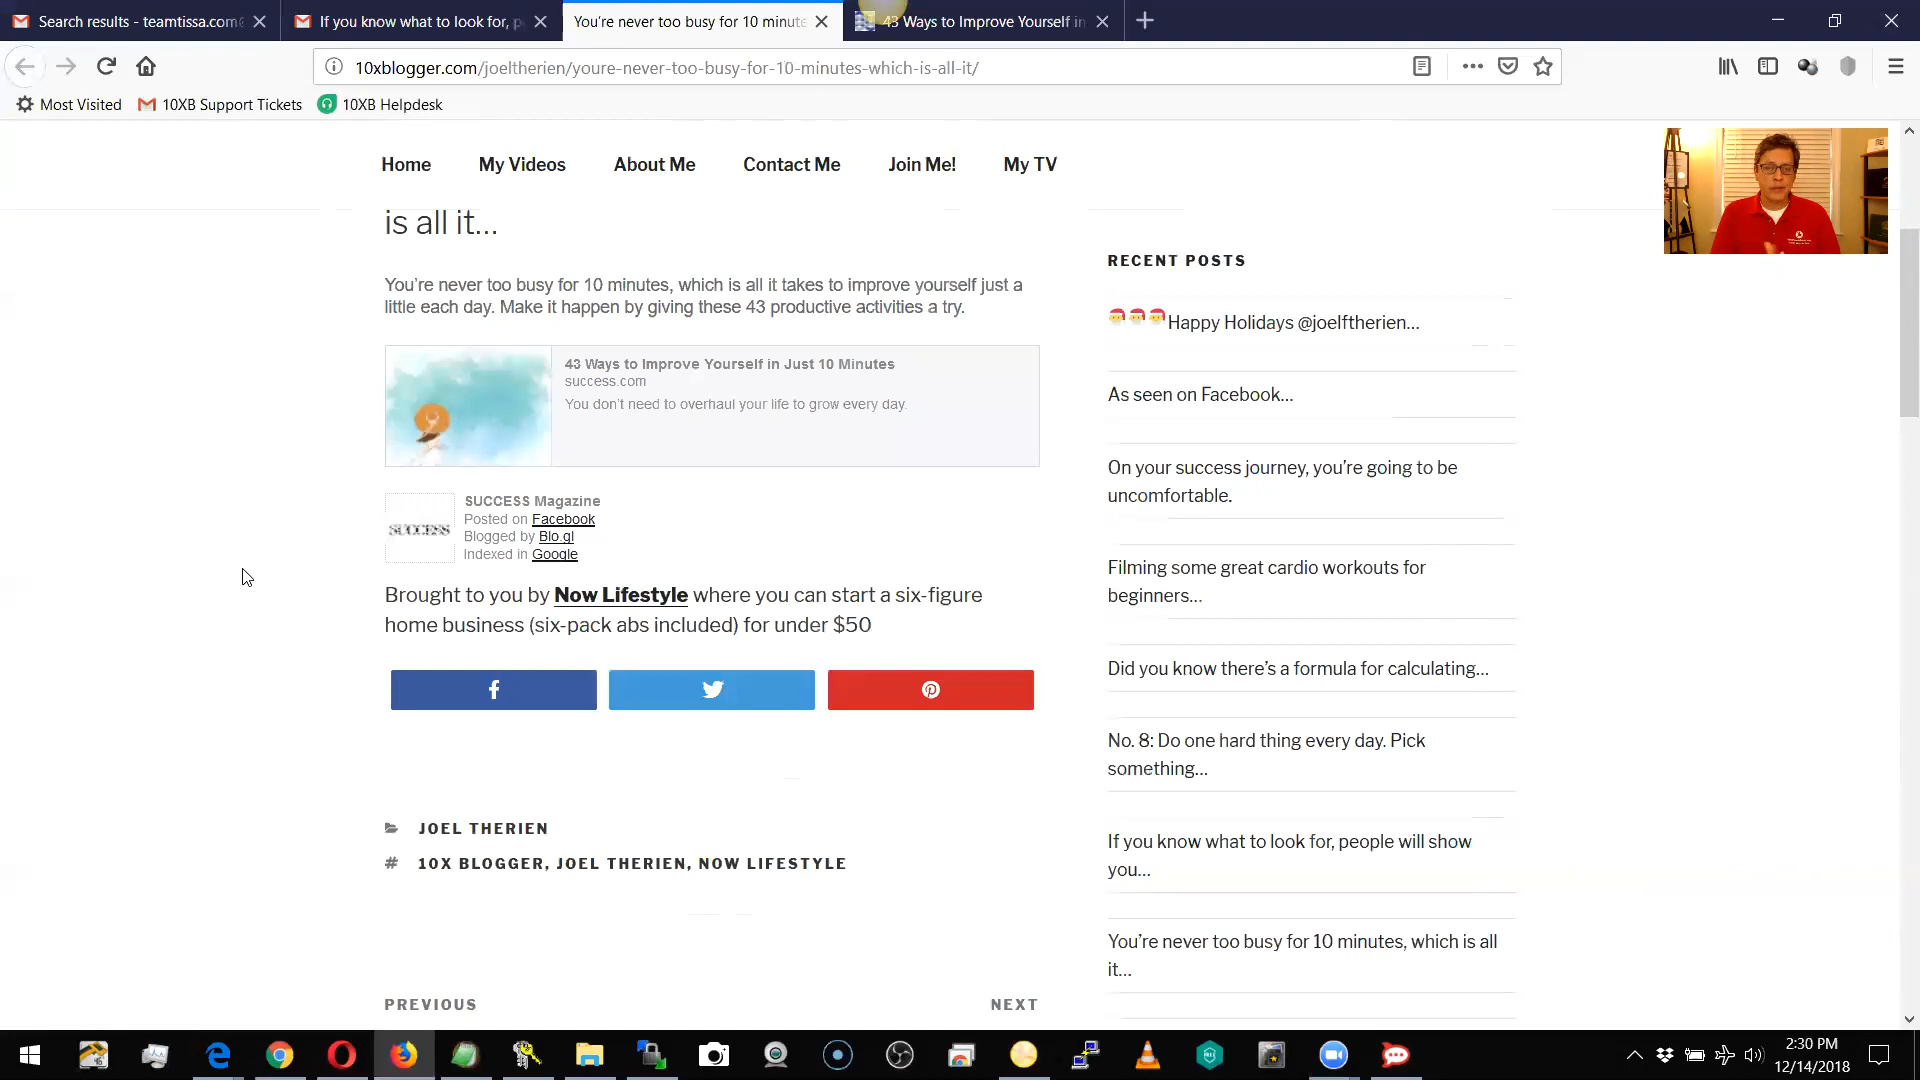 Search results - teamtissa.com@
If you know what to look for, p
You're never too busy for 10 minute
43 Ways to Improve Yourself in
10xblogger.com/joeltherien/youre-never-too-busy-for-10-minutes-which-is-all-it/
Most Visited
10XB Support Tickets
10XB Helpdesk
Home
My Videos
About Me
Contact Me
Join Me!
My TV
is all it…
You're never too busy for 10 minutes, which is all it takes to improve yourself just a
little each day. Make it happen by giving these 43 productive activities a try.
43 Ways to Improve Yourself in Just 10 Minutes
success.com
You don't need to overhaul your life to grow every day.
SUCCESS
SUCCESS Magazine
Posted on Facebook
Blogged by Blo.gl
Indexed in Google
Brought to you by Now Lifestyle where you can start a six-figure
home business (six-pack abs included) for under $50
JOEL THERIEN
# 10X BLOGGER, JOEL THERIEN, NOW LIFESTYLE
PREVIOUS
NEXT
RECENT POSTS
Happy Holidays @joelftherien…
As seen on Facebook…
On your success journey, you're going to be
uncomfortable.
Filming some great cardio workouts for
beginners…
Did you know there's a formula for calculating…
No. 8: Do one hard thing every day. Pick
something…
If you know what to look for, people will show
you…
You're never too busy for 10 minutes, which is all
it…
2:30 PM
12/14/2018